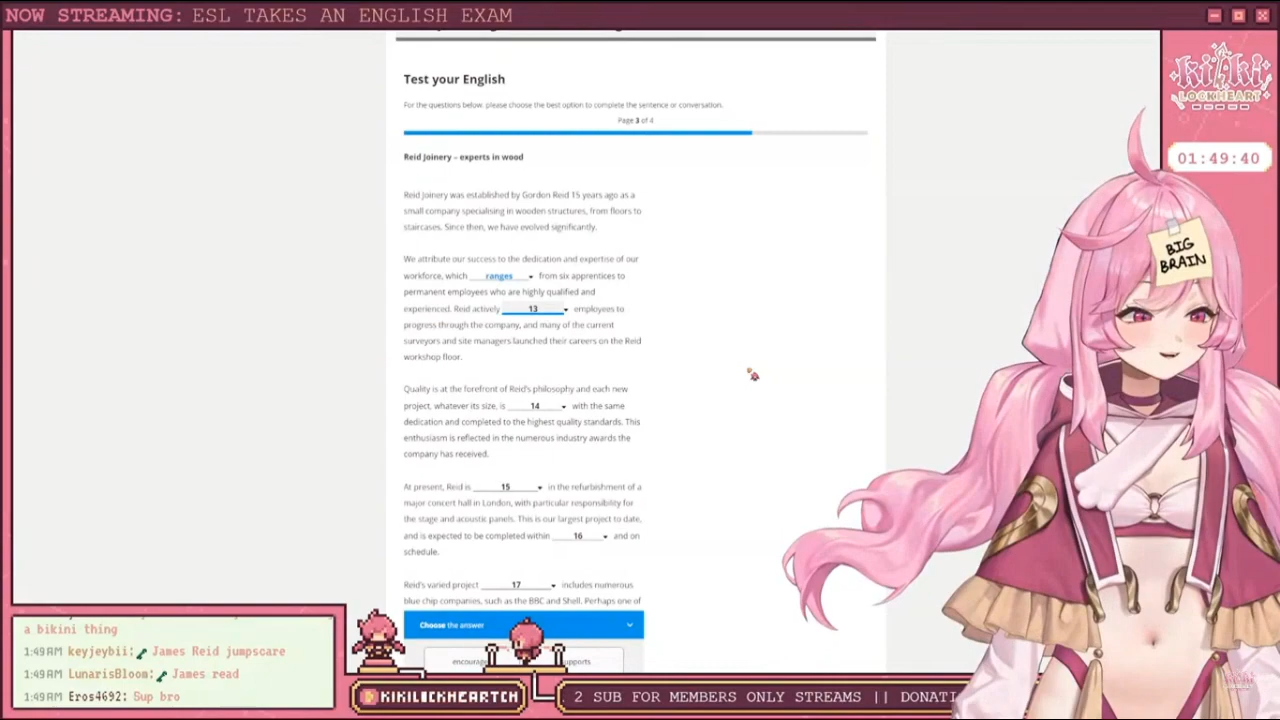 NOW STREAMING: ESL TAKES AN ENGLISH EXAM
kiki
LOCKHEART
01:49:40
BIG
BRAIN
Test your English
For the questions below, please choose the best option to complete the sentence or conversation.
Page 3 of 4
Reid Joinery – experts in wood
Reid Joinery was established by Gordon Reid 15 years ago as a
small company specialising in wooden structures, from floors to
staircases. Since then, we have evolved significantly.
We attribute our success to the dedication and expertise of our
workforce, which ranges from six apprentices to
permanent employees who are highly qualified and
experienced. Reid actively 13 employees to
progress through the company, and many of the current
surveyors and site managers launched their careers on the Reid
workshop floor.
Quality is at the forefront of Reid's philosophy and each new
project, whatever its size, is 14 with the same
dedication and completed to the highest quality standards. This
enthusiasm is reflected in the numerous industry awards the
company has received.
At present, Reid is 15 in the refurbishment of a
major concert hall in London, with particular responsibility for
the stage and acoustic panels. This is our largest project to date,
and is expected to be completed within 16 and on
schedule.
Reid's varied project 17 includes numerous
blue chip companies, such as the BBC and Shell. Perhaps one of
Choose the answer
a bikini thing
1:49AM keyjeybii: James Reid jumpscare
1:49AM LunarisBloom: James read
1:49AM Eros4692: Sup bro
KIKILOCKHEARTCH
2 SUB FOR MEMBERS ONLY STREAMS || DONATI